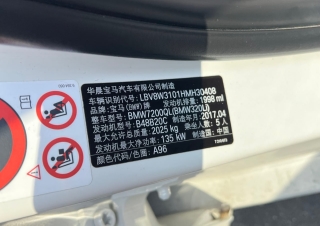 华晨宝马汽车有限公司制造
车辆识别代号: LBV8W3101HMH30408
品牌: 宝马(BMW)牌 发动机排量: 1998 ml
整车型号: BMW7200QL(BMW320Li)
发动机型号: B48B20C 制造年月: 2017.04
最大允许总质量: 2025 kg 乘坐人数: 5 人
发动机最大净功率: 135 kW 制造国: 中国
颜色代码/色图: A96